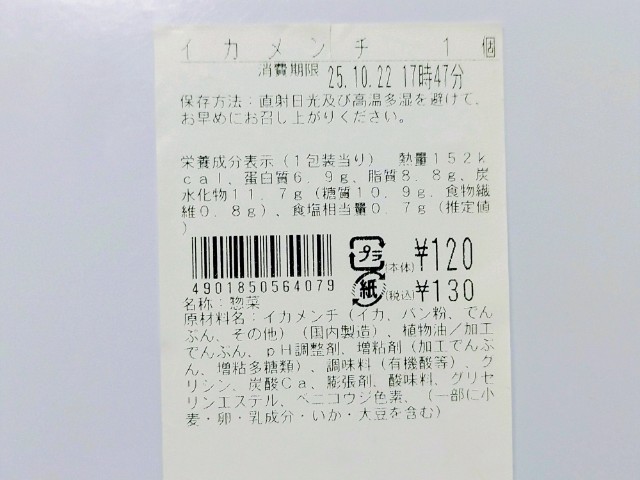 イカメンチ 1個
消費期限 25.10.22 17時47分
保存方法:直射日光及び高温多湿を避けて、
お早めにお召し上がりください。
栄養成分表示(1包装当り) 熱量152k
cal、蛋白質6.9g、脂質8.8g、炭
水化物11.7g(糖質10.9g、食物繊
維0.8g)、食塩相当量0.7g(推定値
)
プラ (本体) ¥120
4901850564079 紙 (税込) ¥130
名称:惣菜
原材料名:イカメンチ(イカ、パン粉、でん
ぷん、その他)(国内製造)、植物油/加工
でんぷん、pH調整剤、増粘剤(加工でんぷ
ん、増粘多糖類)、調味料(有機酸等)、グ
リシン、炭酸Ca、膨張剤、酸味料、グリセ
リンエステル、ベニコウジ色素、(一部に小
麦・卵・乳成分・いか・大豆を含む)